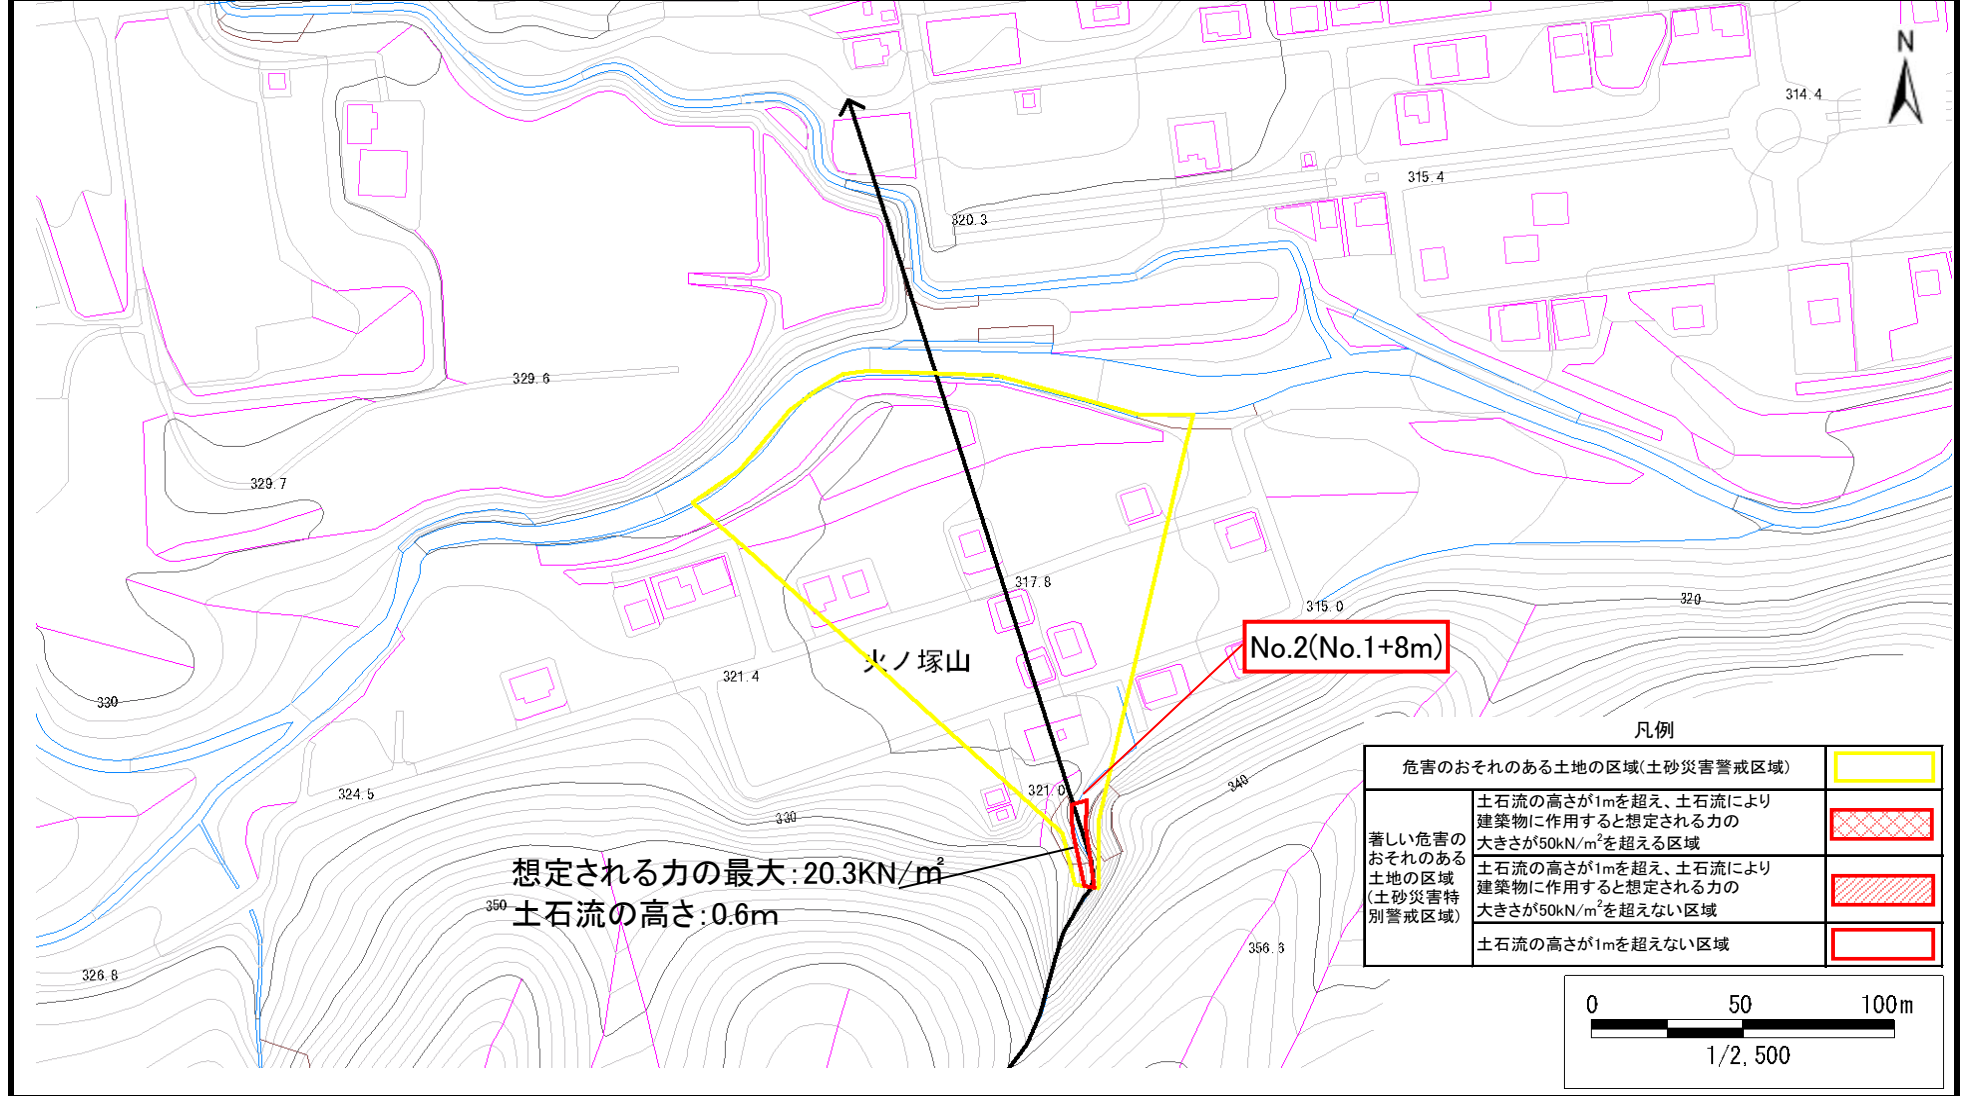 N
314.4
315.4
320.3
329.6
329.7
317.8
315.0
320
No.2(No.1+8m)
火ノ塚山
321.4
330
324.5
330
321.0
340
想定される力の最大:20.3KN/㎡
土石流の高さ:0.6m
350
326.8
356.6
凡例
危害のおそれのある土地の区域(土砂災害警戒区域)
著しい危害の
おそれのある
土地の区域
(土砂災害特
別警戒区域)
土石流の高さが1mを超え、土石流により
建築物に作用すると想定される力の
大きさが50kN/m²を超える区域
土石流の高さが1mを超え、土石流により
建築物に作用すると想定される力の
大きさが50kN/m²を超えない区域
土石流の高さが1mを超えない区域
0 50 100m
1/2,500